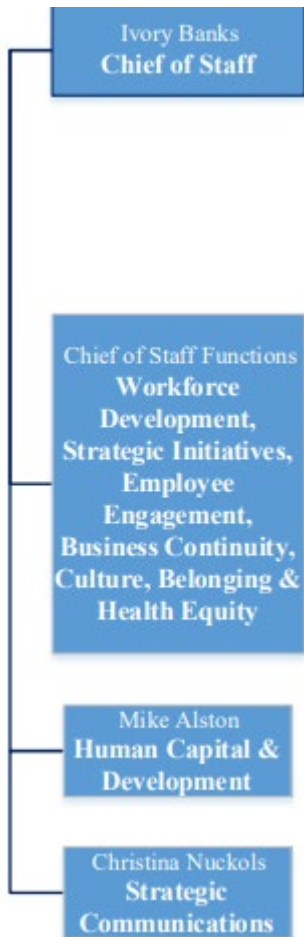 Ivory Banks
Chief of Staff
Chief of Staff Functions
Workforce
Development,
Strategic Initiatives,
Employee
Engagement,
Business Continuity,
Culture, Belonging &
Health Equity
Mike Alston
Human Capital &
Development
Christina Nuckols
Strategic
Communications